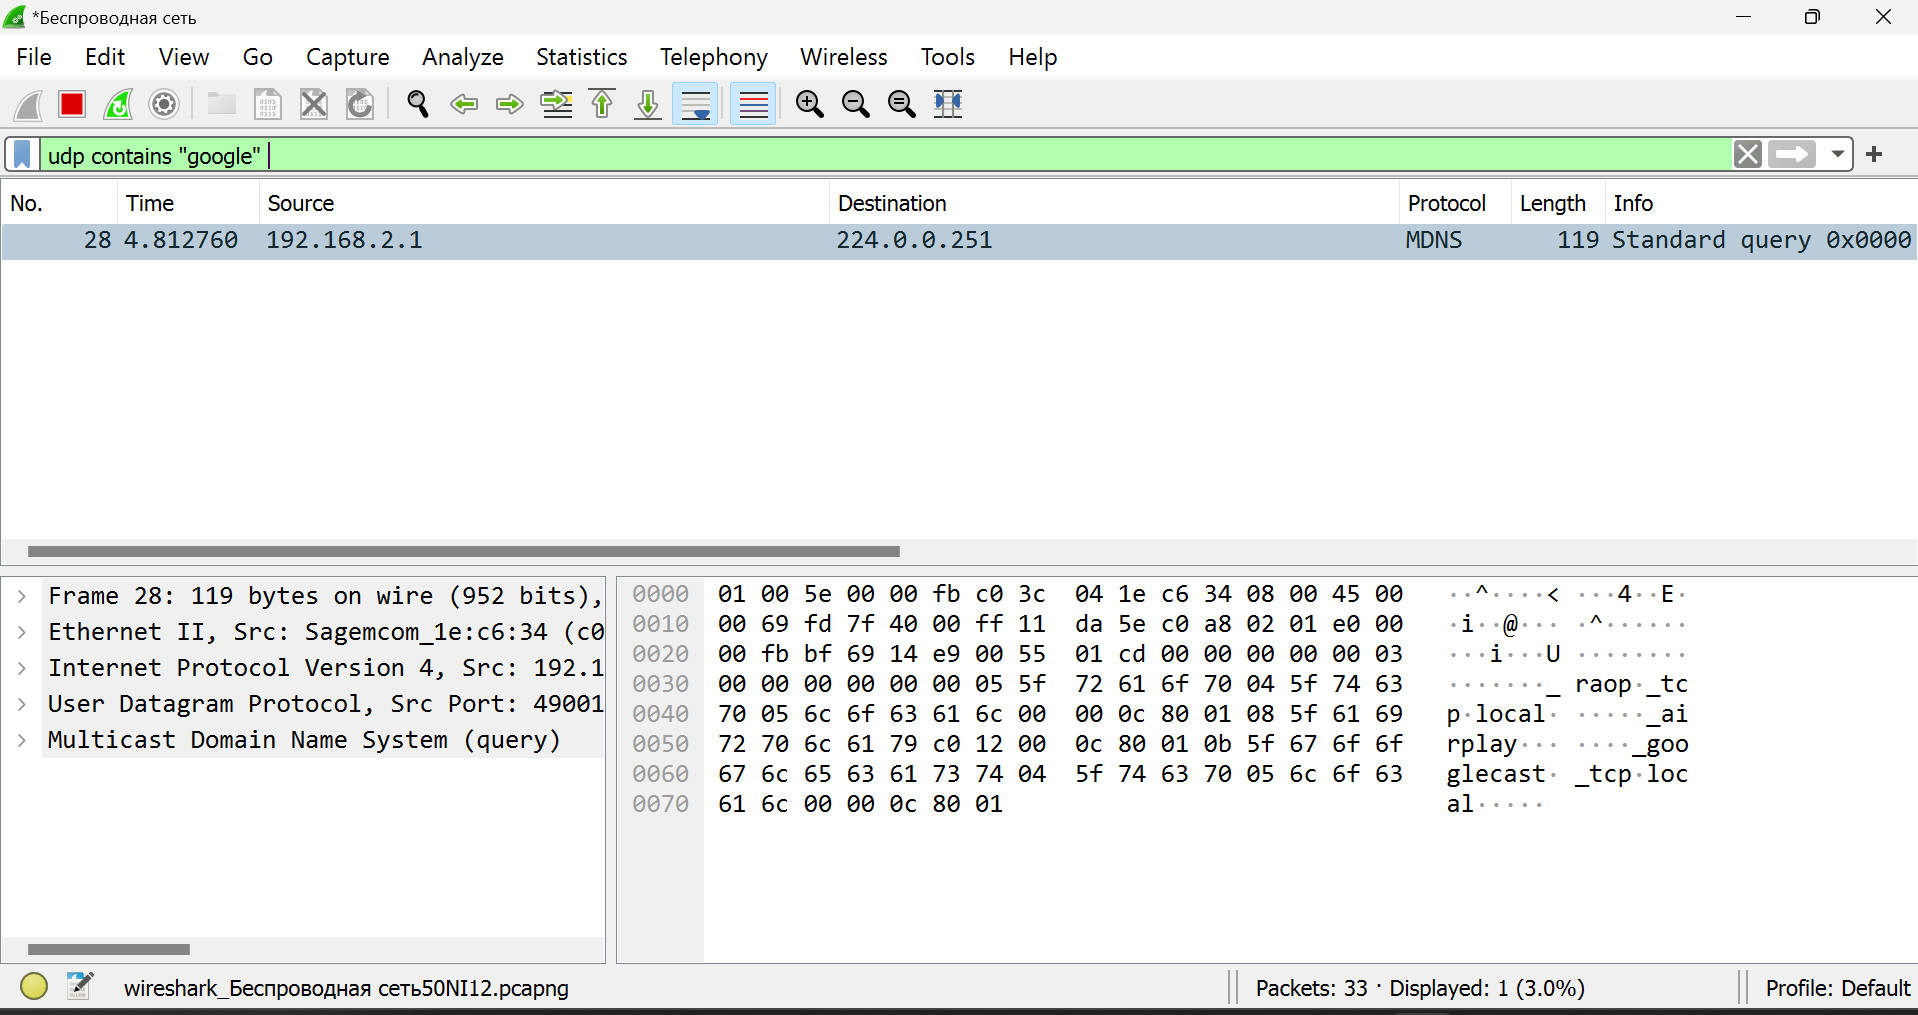 *Беспроводная сеть
File Edit View Go Capture Analyze Statistics Telephony Wireless Tools Help
udp contains "google"
No. Time Source Destination Protocol Length Info
28 4.812760 192.168.2.1 224.0.0.251 MDNS 119 Standard query 0x0000
Frame 28: 119 bytes on wire (952 bits),
Ethernet II, Src: Sagemcom_1e:c6:34 (c0
Internet Protocol Version 4, Src: 192.1
User Datagram Protocol, Src Port: 49001
Multicast Domain Name System (query)
0000 01 00 5e 00 00 fb c0 3c 04 1e c6 34 08 00 45 00 ··^····< ···4··E·
0010 00 69 fd 7f 40 00 ff 11 da 5e c0 a8 02 01 e0 00 ·i··@··· ·^······
0020 00 fb bf 69 14 e9 00 55 01 cd 00 00 00 00 00 03 ···i···U ········
0030 00 00 00 00 00 00 05 5f 72 61 6f 70 04 5f 74 63 ·······_ raop·_tc
0040 70 05 6c 6f 63 61 6c 00 00 0c 80 01 08 5f 61 69 p·local· ·····_ai
0050 72 70 6c 61 79 c0 12 00 0c 80 01 0b 5f 67 6f 6f rplay··· ····_goo
0060 67 6c 65 63 61 73 74 04 5f 74 63 70 05 6c 6f 63 glecast· _tcp·loc
0070 61 6c 00 00 0c 80 01 al·····
wireshark_Беспроводная сеть50NI12.pcapng
Packets: 33 · Displayed: 1 (3.0%)
Profile: Default